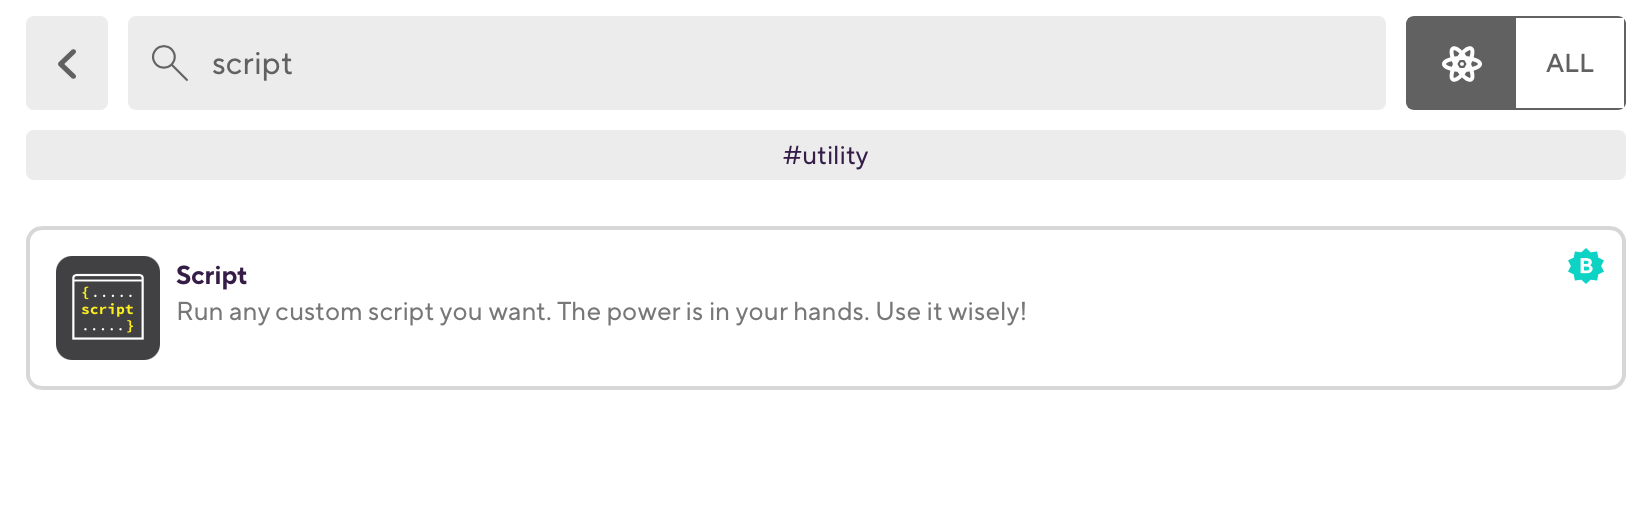 script
ALL
#utility
Script
B
Run any custom script you want. The power is in your hands. Use it wisely!
{.....
script
.....}